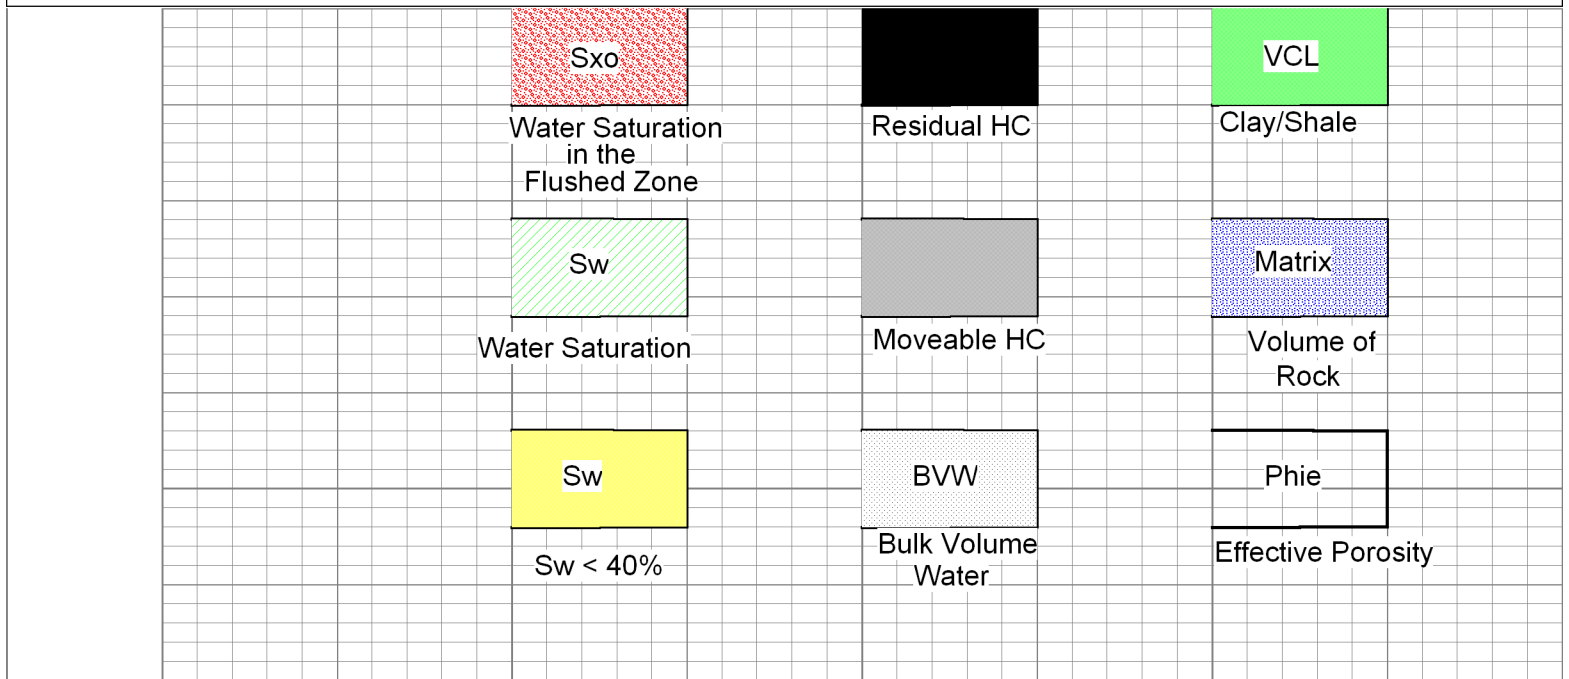 Sxo
Water Saturation
in the
Flushed Zone
Residual HC
VCL
Clay/Shale
Sw
Water Saturation
Moveable HC
Matrix
Volume of
Rock
Sw
Sw < 40%
BVW
Bulk Volume
Water
Phie
Effective Porosity